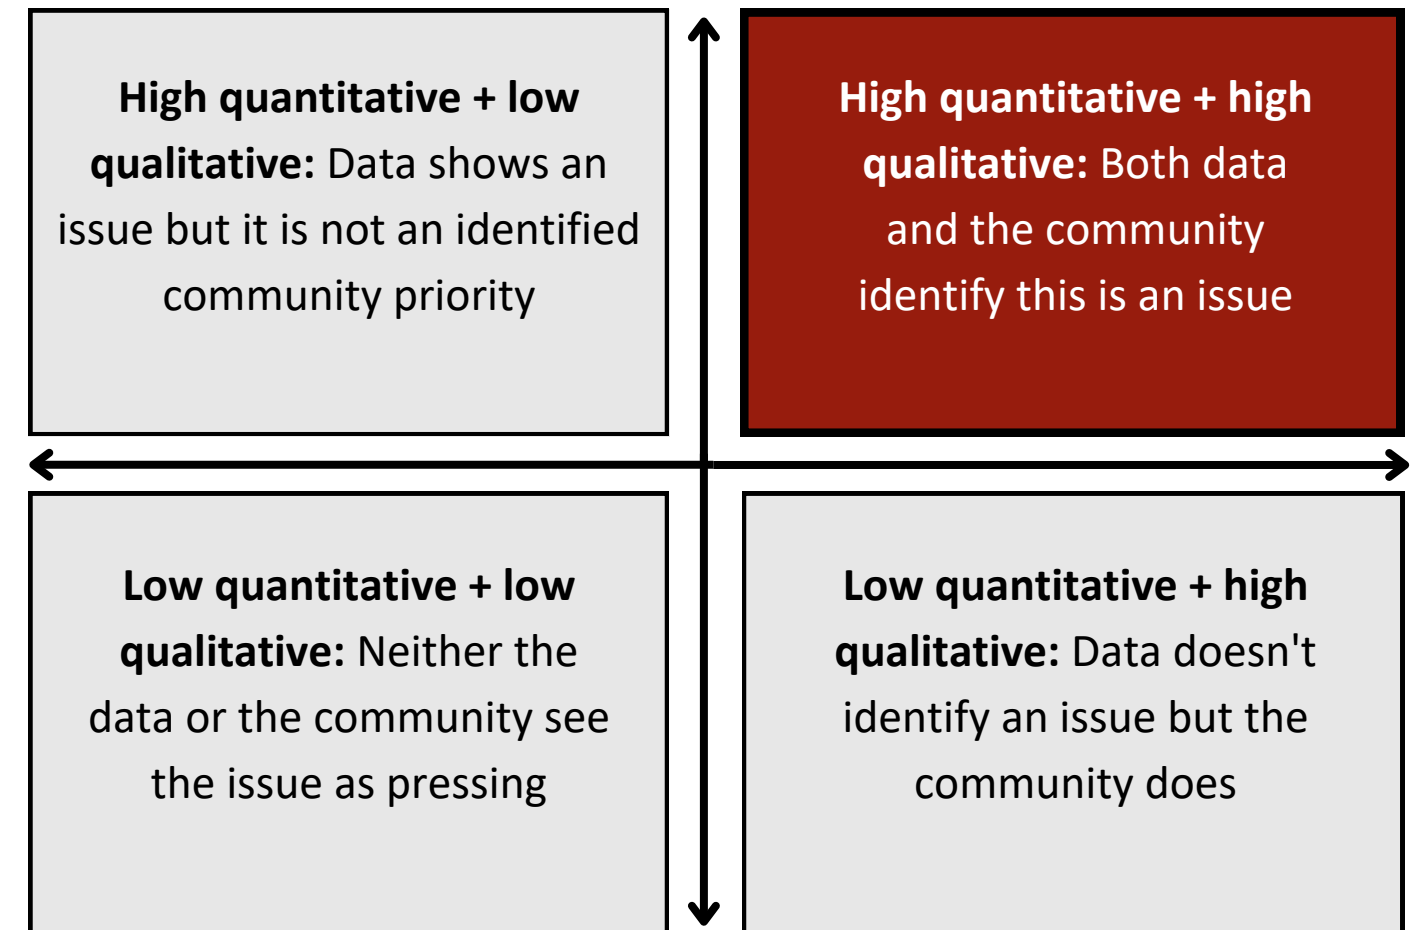 High quantitative + low
qualitative: Data shows an
issue but it is not an identified
community priority
High quantitative + high
qualitative: Both data
and the community
identify this is an issue
Low quantitative + low
qualitative: Neither the
data or the community see
the issue as pressing
Low quantitative + high
qualitative: Data doesn't
identify an issue but the
community does